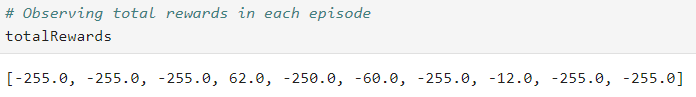 # Observing total rewards in each episode
totalRewards
[-255.0, -255.0, -255.0, 62.0, -250.0, -60.0, -255.0, -12.0, -255.0, -255.0]